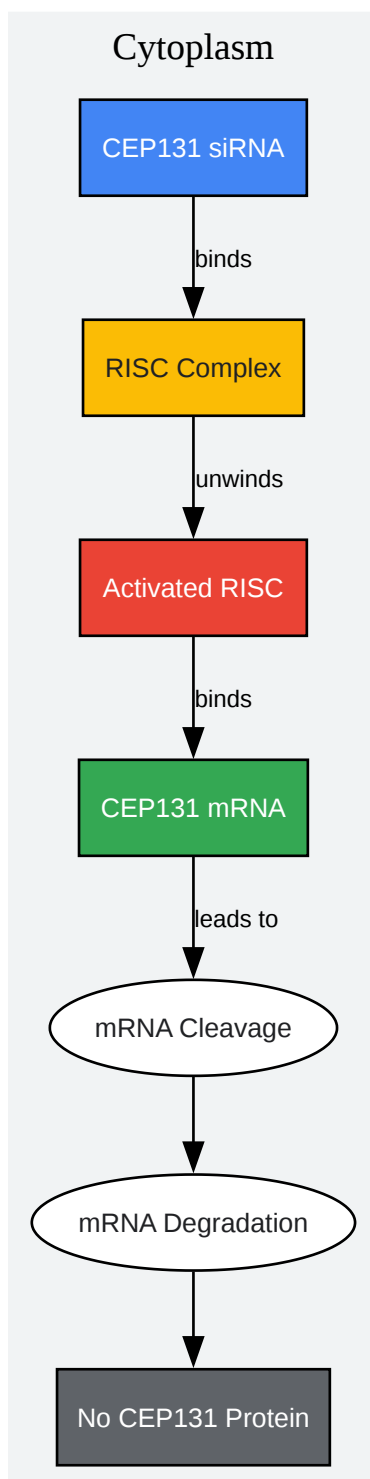 Cytoplasm
CEP131 siRNA
binds
RISC Complex
unwinds
Activated RISC
binds
CEP131 mRNA
leads to
mRNA Cleavage
mRNA Degradation
No CEP131 Protein